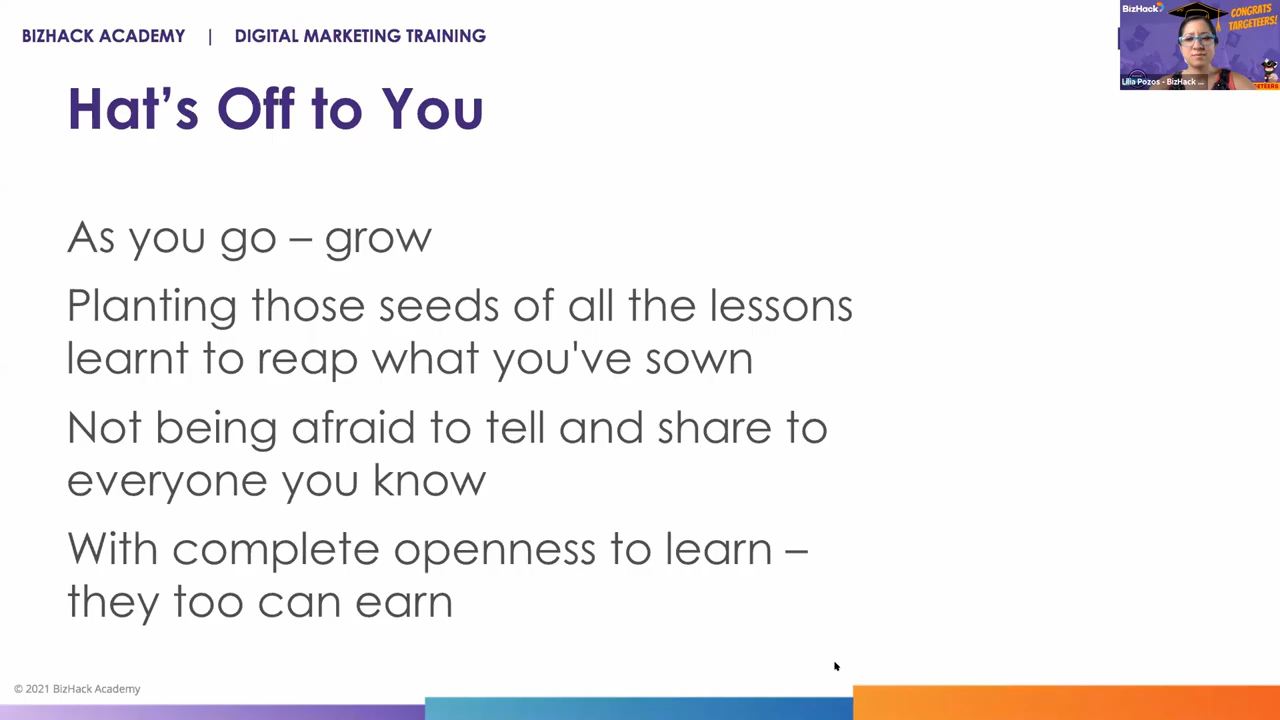 BIZHACK ACADEMY | DIGITAL MARKETING TRAINING
BizHack
CONGRATS
TARGETEERS!
Lilia Pozos - BizHack ...
ETEERS
Hat’s Off to You
As you go – grow
Planting those seeds of all the lessons
learnt to reap what you've sown
Not being afraid to tell and share to
everyone you know
With complete openness to learn –
they too can earn
© 2021 BizHack Academy